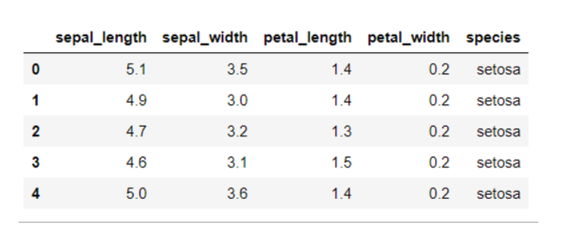 sepal_length sepal_width petal_length petal_width species
0 5.1 3.5 1.4 0.2 setosa
1 4.9 3.0 1.4 0.2 setosa
2 4.7 3.2 1.3 0.2 setosa
3 4.6 3.1 1.5 0.2 setosa
4 5.0 3.6 1.4 0.2 setosa